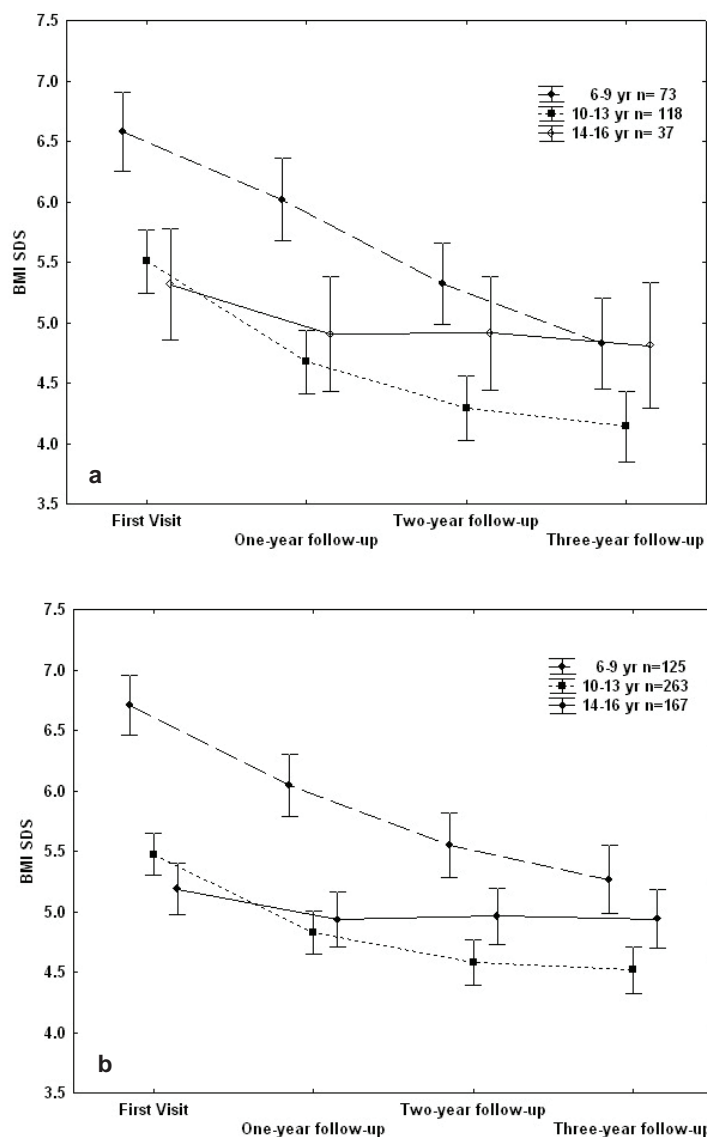 7.5
7.0
6.5
6.0
5.5
5.0
4.5
4.0
3.5
BMI SDS
6-9 yr n= 73
10-13 yr n= 118
14-16 yr n= 37
a
First Visit
One-year follow-up
Two-year follow-up
Three-year follow-up
7.5
7.0
6.5
6.0
5.5
5.0
4.5
4.0
3.5
BMI SDS
6-9 yr n=125
10-13 yr n=263
14-16 yr n=167
b
First Visit
One-year follow-up
Two-year follow-up
Three-year follow-up